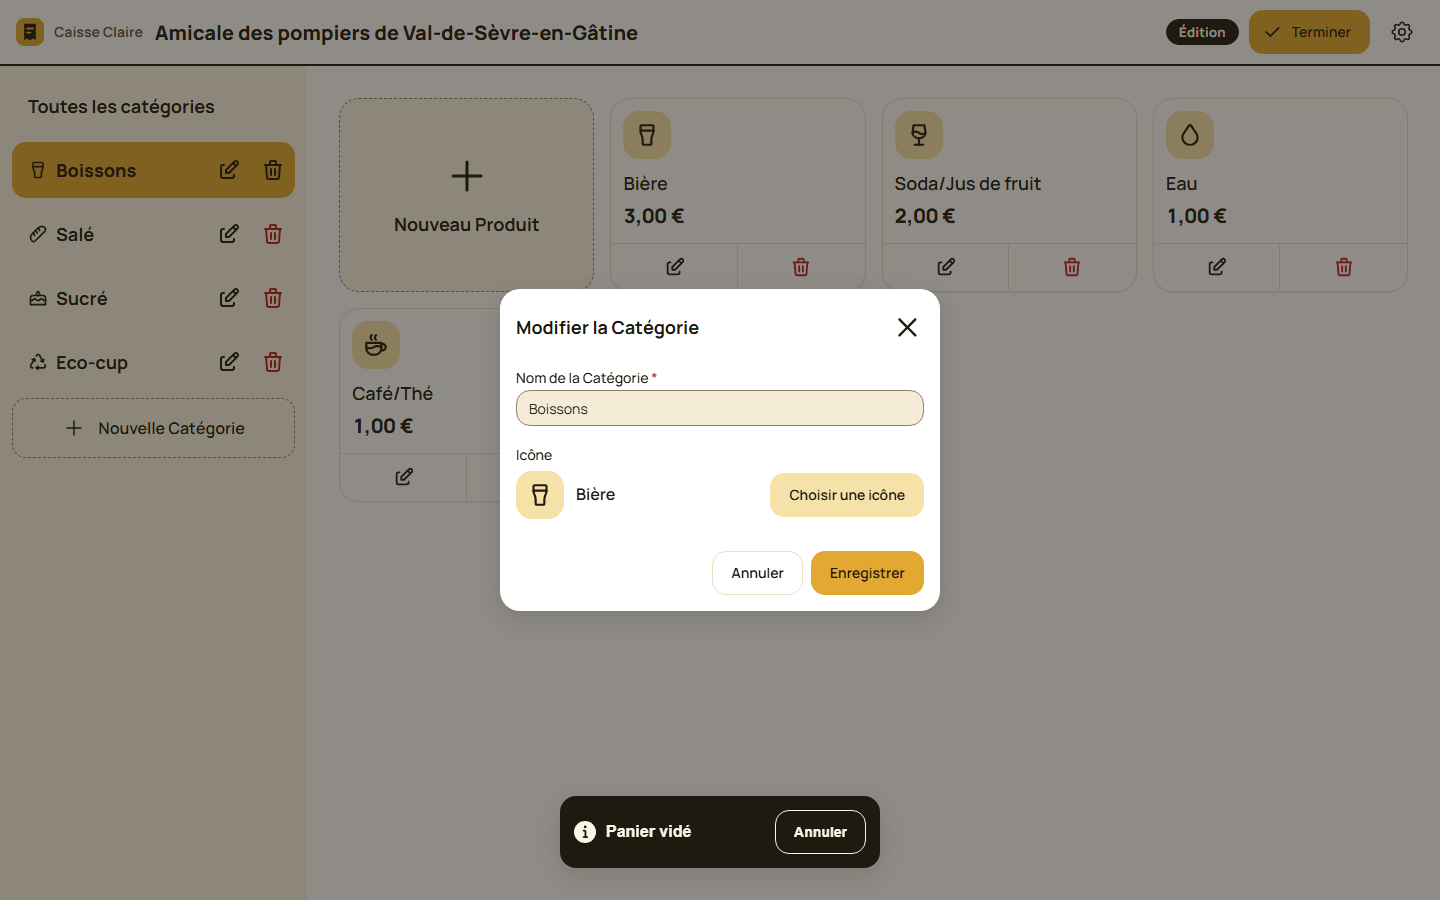 Caisse Claire
Amicale des pompiers de Val-de-Sèvre-en-Gâtine
Édition
Terminer
Toutes les catégories
Boissons
Salé
Sucré
Eco-cup
Nouvelle Catégorie
Nouveau Produit
Bière
3,00 €
Soda/Jus de fruit
2,00 €
Eau
1,00 €
Café/Thé
1,00 €
Modifier la Catégorie
Nom de la Catégorie *
Boissons
Icône
Bière
Choisir une icône
Annuler
Enregistrer
Panier vidé
Annuler